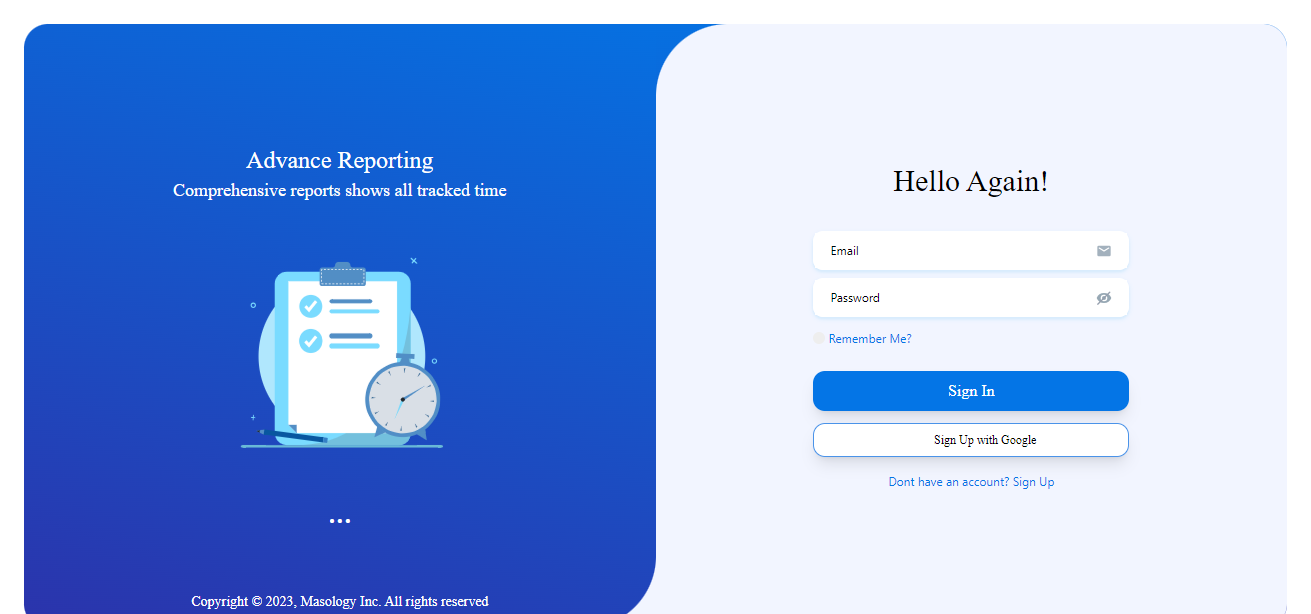 Advance Reporting
Comprehensive reports shows all tracked time
...
Copyright © 2023, Masology Inc. All rights reserved
Hello Again!
Email
Password
Remember Me?
Sign In
Sign Up with Google
Dont have an account? Sign Up